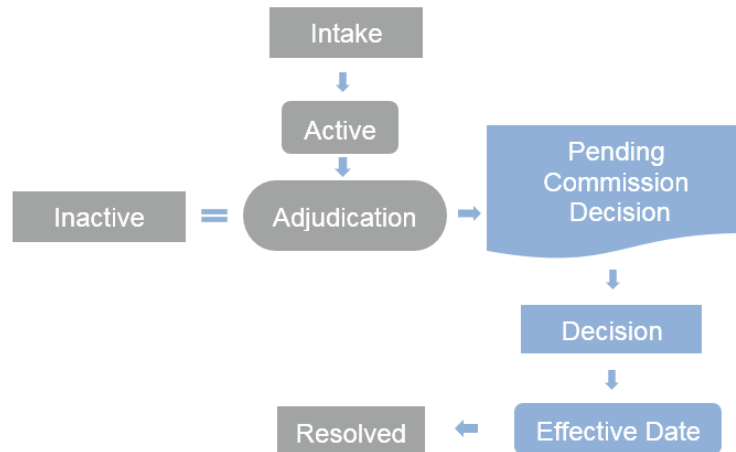 Intake
Active
Pending
Commission
Decision
Inactive
Adjudication
Decision
Resolved
Effective Date